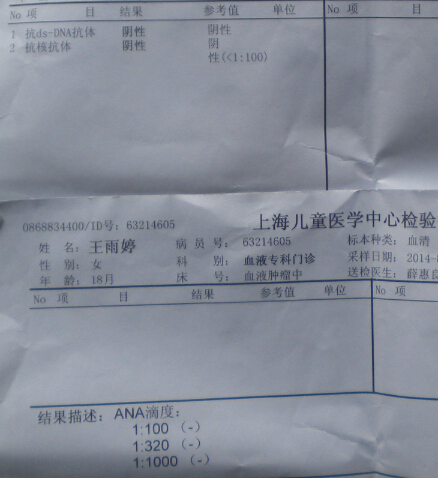 No 项 目 结果 参考值 单位 No 项
1 抗ds-DNA抗体 阴性 阴性
2 抗核抗体 阴性 阴
性(<1:100)
0868834400/ID号: 63214605 上海儿童医学中心检验
姓 名: 王雨婷 病 员 号: 63214605 标本种类: 血清
性 别: 女 科 别: 血液专科门诊 采样日期: 2014-
年 龄: 18月 床 号: 血液肿瘤中 送检医生: 薛惠良
No 项 目 结果 参考值 单位 No 项
结果描述: ANA滴度:
1:100 (-)
1:320 (-)
1:1000 (-)